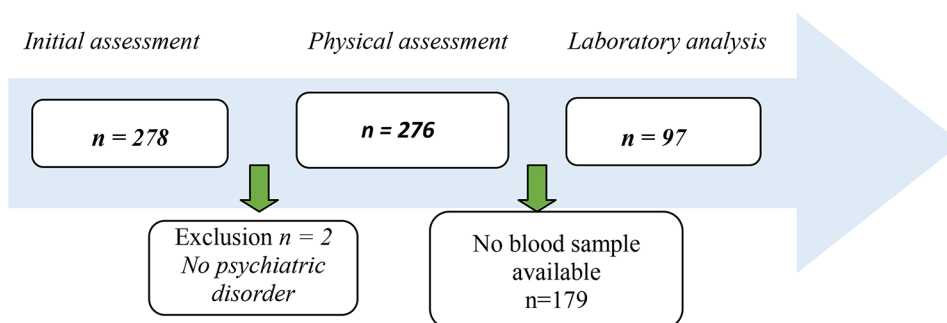 Initial assessment
Physical assessment
Laboratory analysis
n = 278
n = 276
n = 97
Exclusion n = 2
No psychiatric
disorder
No blood sample
available
n=179